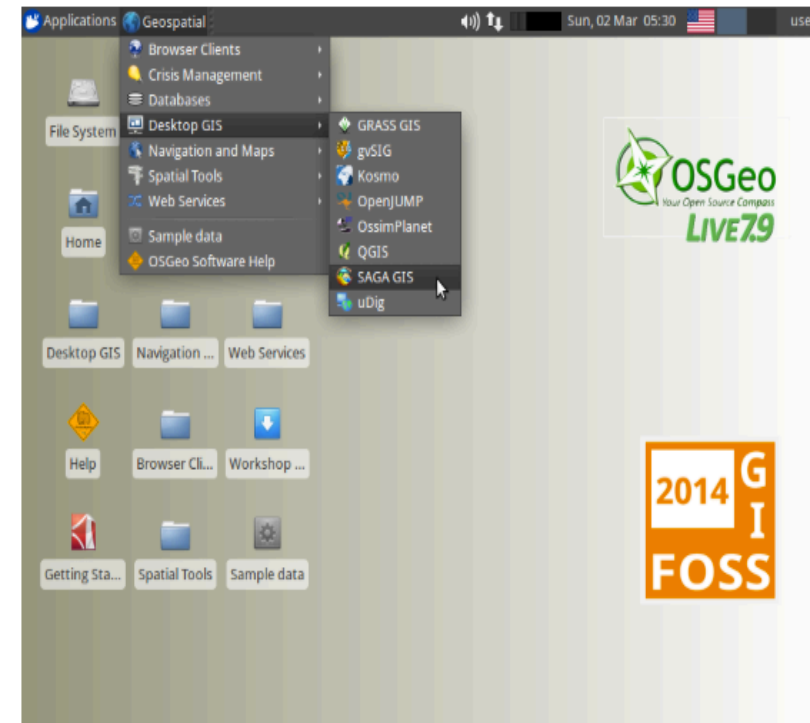 Applications Geospatial Sun, 02 Mar 05:30 use
Browser Clients
Crisis Management
Databases
Desktop GIS
Navigation and Maps
Spatial Tools
Web Services
Sample data
OSGeo Software Help
GRASS GIS
gvSIG
Kosmo
OpenJUMP
OssimPlanet
QGIS
SAGA GIS
uDig
File System
Home
Desktop GIS Navigation ... Web Services
Help Browser Cli... Workshop ...
Getting Sta... Spatial Tools Sample data
OSGeo
Your Open Source Compass
LIVE7.9
2014 G
I
FOSS